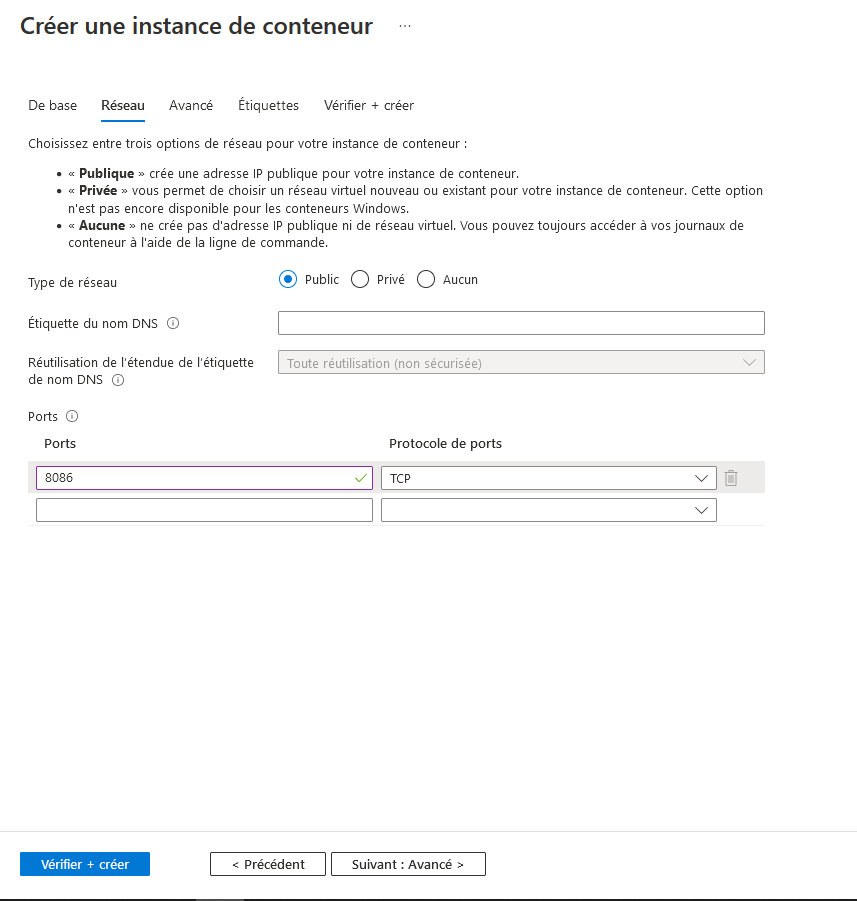 Créer une instance de conteneur ...
De base Réseau Avancé Étiquettes Vérifier + créer
Choisissez entre trois options de réseau pour votre instance de conteneur :
• « Publique » crée une adresse IP publique pour votre instance de conteneur.
• « Privée » vous permet de choisir un réseau virtuel nouveau ou existant pour votre instance de conteneur. Cette option
n'est pas encore disponible pour les conteneurs Windows.
• « Aucune » ne crée pas d'adresse IP publique ni de réseau virtuel. Vous pouvez toujours accéder à vos journaux de
conteneur à l'aide de la ligne de commande.
Type de réseau Public Privé Aucun
Étiquette du nom DNS
Réutilisation de l'étendue de l'étiquette
de nom DNS
Toute réutilisation (non sécurisée)
Ports
Ports Protocole de ports
8086 TCP
Vérifier + créer < Précédent Suivant : Avancé >